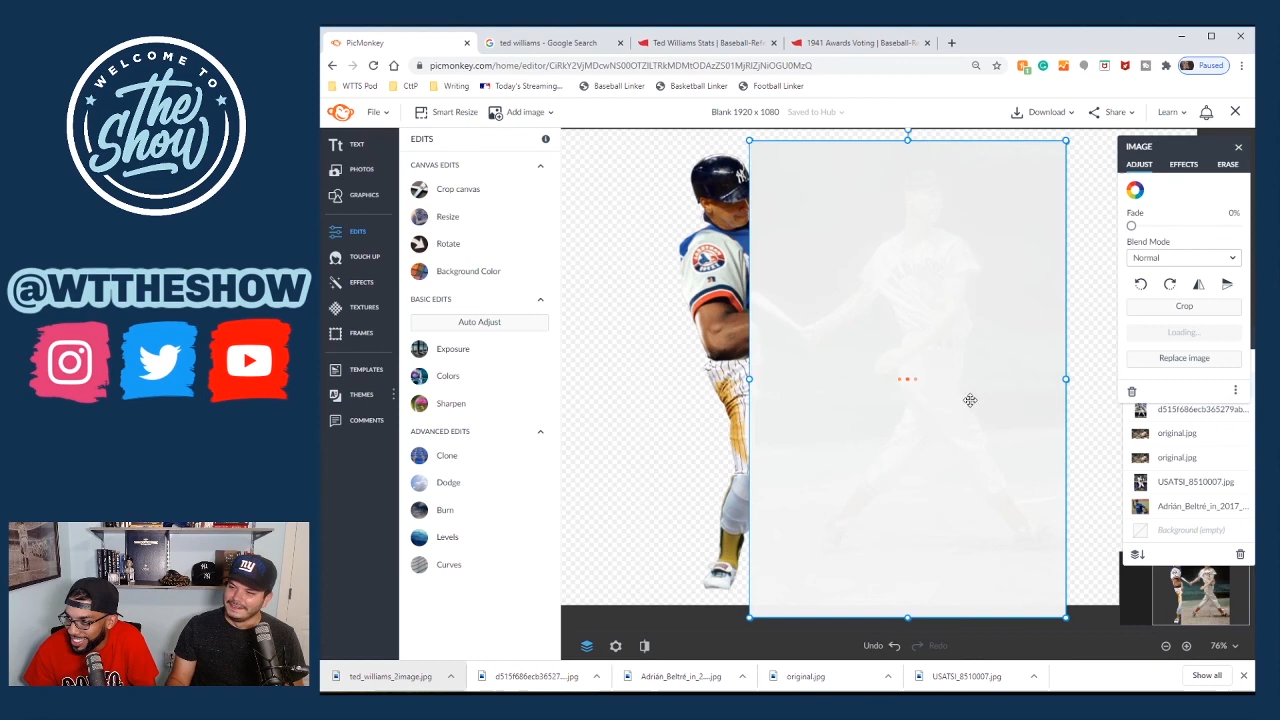 WELCOME TO
the
Show
@WTTHESHOW
PicMonkey
ted williams - Google Search
Ted Williams Stats | Baseball-Refe
1941 Awards Voting | Baseball-Re
picmonkey.com/home/editor/
Paused
WTTS Pod
CttP
Writing
Today's Streaming...
Baseball Linker
Basketball Linker
Football Linker
File
Smart Resize
Add image
Blank 1920 x 1080
Saved to Hub
Download
Share
Learn
Tt TEXT
PHOTOS
GRAPHICS
EDITS
TOUCH UP
EFFECTS
TEXTURES
FRAMES
TEMPLATES
THEMES
COMMENTS
EDITS
CANVAS EDITS
Crop canvas
Resize
Rotate
Background Color
BASIC EDITS
Auto Adjust
Exposure
Colors
Sharpen
ADVANCED EDITS
Clone
Dodge
Burn
Levels
Curves
IMAGE
ADJUST
EFFECTS
ERASE
Fade
0%
Blend Mode
Normal
Crop
Loading...
Replace image
d515f686ecb365279ab...
original.jpg
original.jpg
USATSI_8510007.jpg
Adrián_Beltré_in_2017_...
Background (empty)
Undo
Redo
76%
ted_williams_2image.jpg
d515f686ecb36527....jpg
Adrián_Beltré_in_2....jpg
original.jpg
USATSI_8510007.jpg
Show all